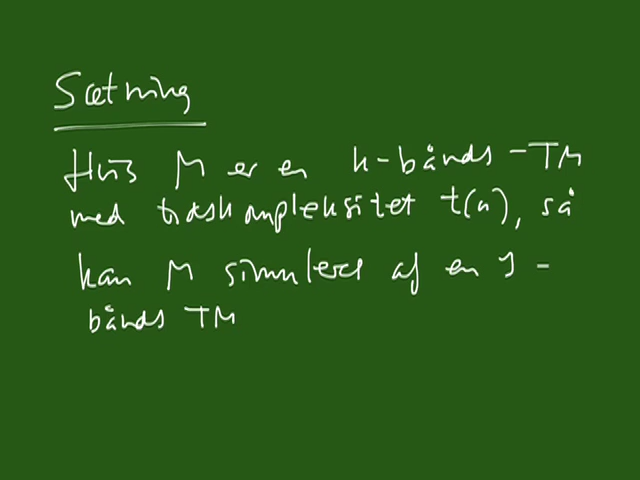 Sætning
Hvis M er en k-bånds-TM
med tidskompleksitet t(n), så
kan M simuleres af en 1-
bånds TM